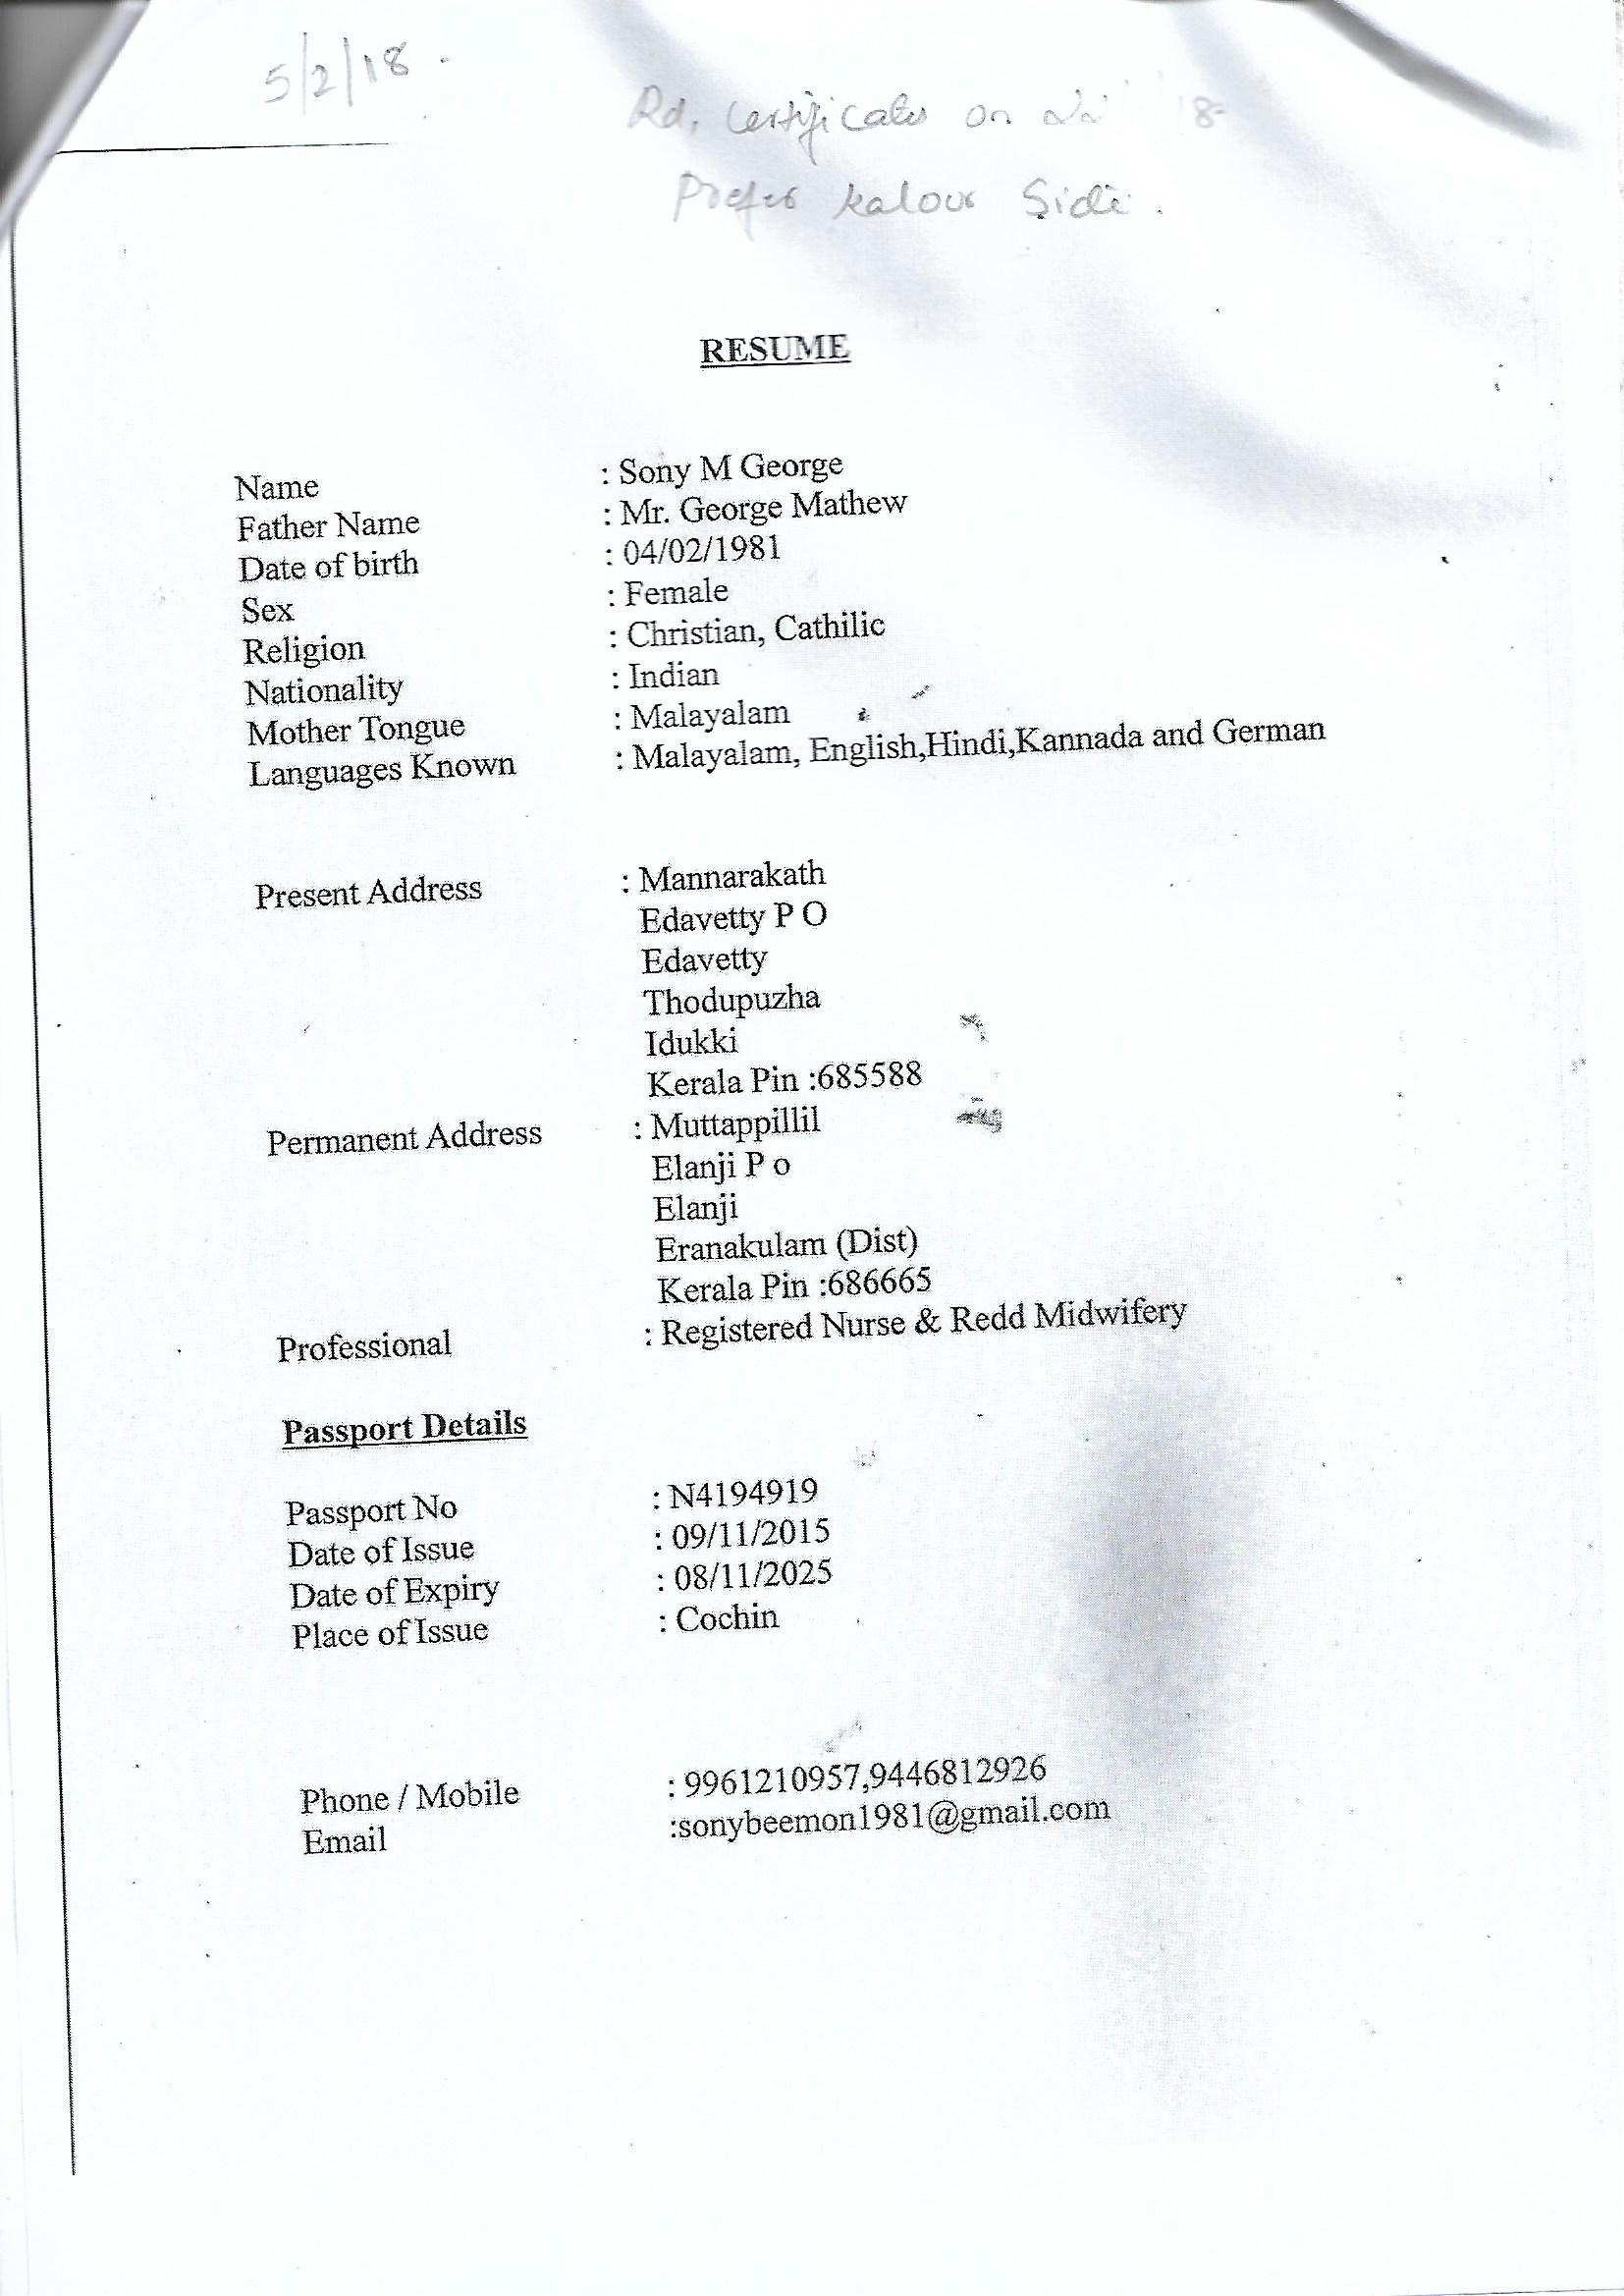 5/2/18.
Rd, Certificates on
Prefer kalour Side.
RESUME
Name : Sony M George
Father Name : Mr. George Mathew
Date of birth : 04/02/1981
Sex : Female
Religion : Christian, Cathilic
Nationality : Indian
Mother Tongue : Malayalam
Languages Known : Malayalam, English,Hindi,Kannada and German
Present Address : Mannarakath
Edavetty P O
Edavetty
Thodupuzha
Idukki
Kerala Pin :685588
Permanent Address : Muttappillil
Elanji P o
Elanji
Eranakulam (Dist)
Kerala Pin :686665
Professional : Registered Nurse & Redd Midwifery
Passport Details
Passport No : N4194919
Date of Issue : 09/11/2015
Date of Expiry : 08/11/2025
Place of Issue : Cochin
Phone / Mobile : 9961210957,9446812926
Email :sonybeemon1981@gmail.com